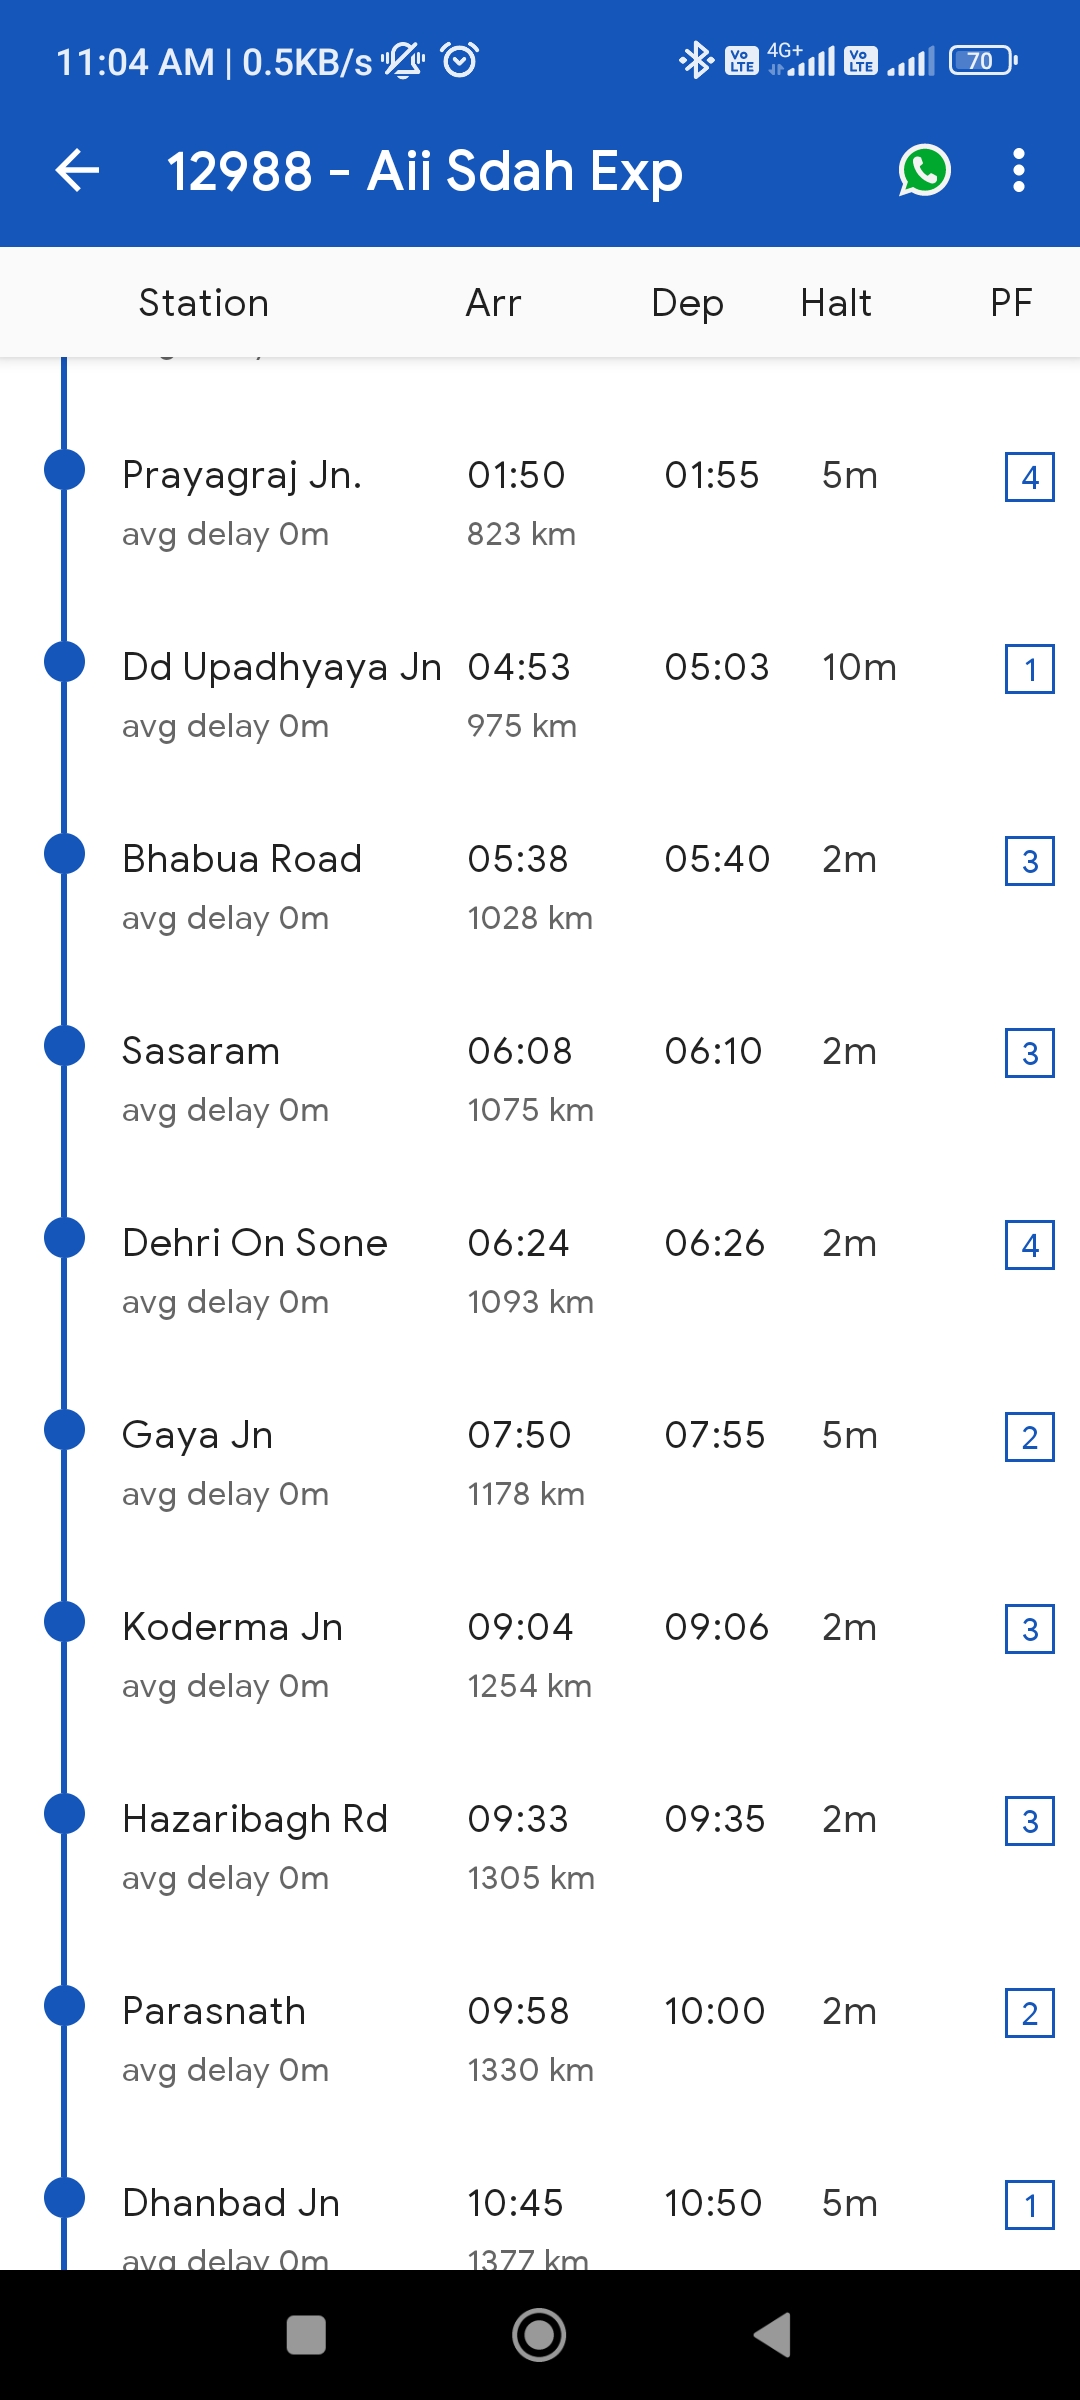 11:04 AM | 0.5KB/s Vo LTE 4G+ Vo LTE 70
12988 - Aii Sdah Exp
Station Arr Dep Halt PF
Prayagraj Jn. 01:50 01:55 5m 4
avg delay 0m 823 km
Dd Upadhyaya Jn 04:53 05:03 10m 1
avg delay 0m 975 km
Bhabua Road 05:38 05:40 2m 3
avg delay 0m 1028 km
Sasaram 06:08 06:10 2m 3
avg delay 0m 1075 km
Dehri On Sone 06:24 06:26 2m 4
avg delay 0m 1093 km
Gaya Jn 07:50 07:55 5m 2
avg delay 0m 1178 km
Koderma Jn 09:04 09:06 2m 3
avg delay 0m 1254 km
Hazaribagh Rd 09:33 09:35 2m 3
avg delay 0m 1305 km
Parasnath 09:58 10:00 2m 2
avg delay 0m 1330 km
Dhanbad Jn 10:45 10:50 5m 1
avg delay 0m 1377 km